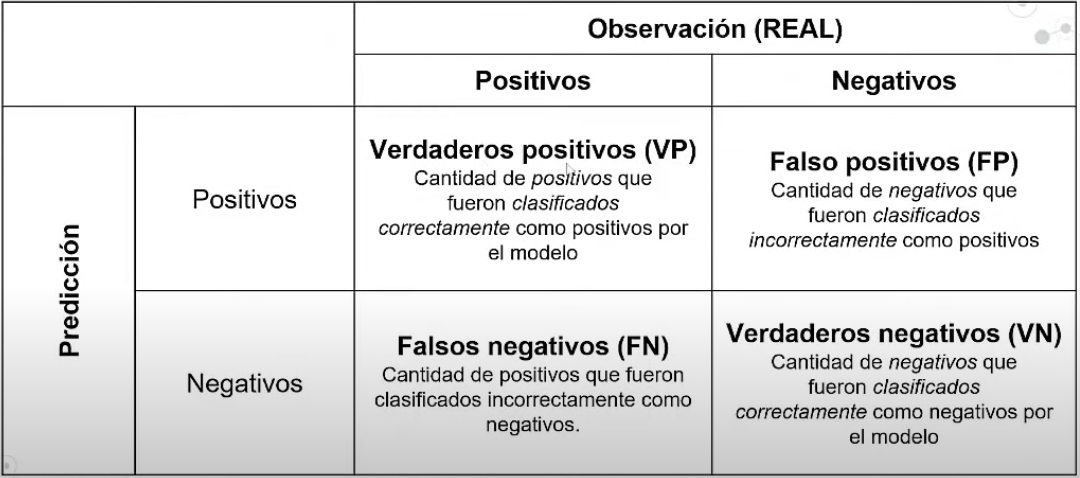 Observación (REAL)
Positivos
Negativos
Predicción
Positivos
Verdaderos positivos (VP)
Cantidad de positivos que
fueron clasificados
correctamente como positivos por
el modelo
Falso positivos (FP)
Cantidad de negativos que
fueron clasificados
incorrectamente como positivos
Negativos
Falsos negativos (FN)
Cantidad de positivos que fueron
clasificados incorrectamente como
negativos.
Verdaderos negativos (VN)
Cantidad de negativos que
fueron clasificados
correctamente como negativos por
el modelo